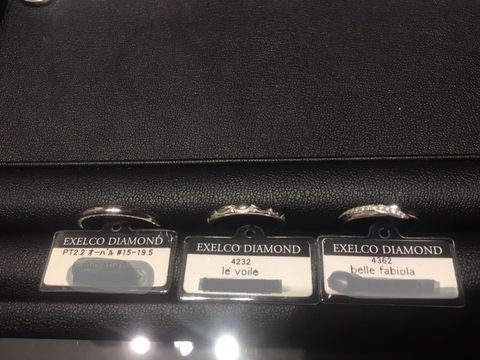 EXELCO DIAMOND
PT2.2 オーバル #15-19.5
EXELCO DIAMOND
4232
le voile
EXELCO DIAMOND
4362
belle fabiola